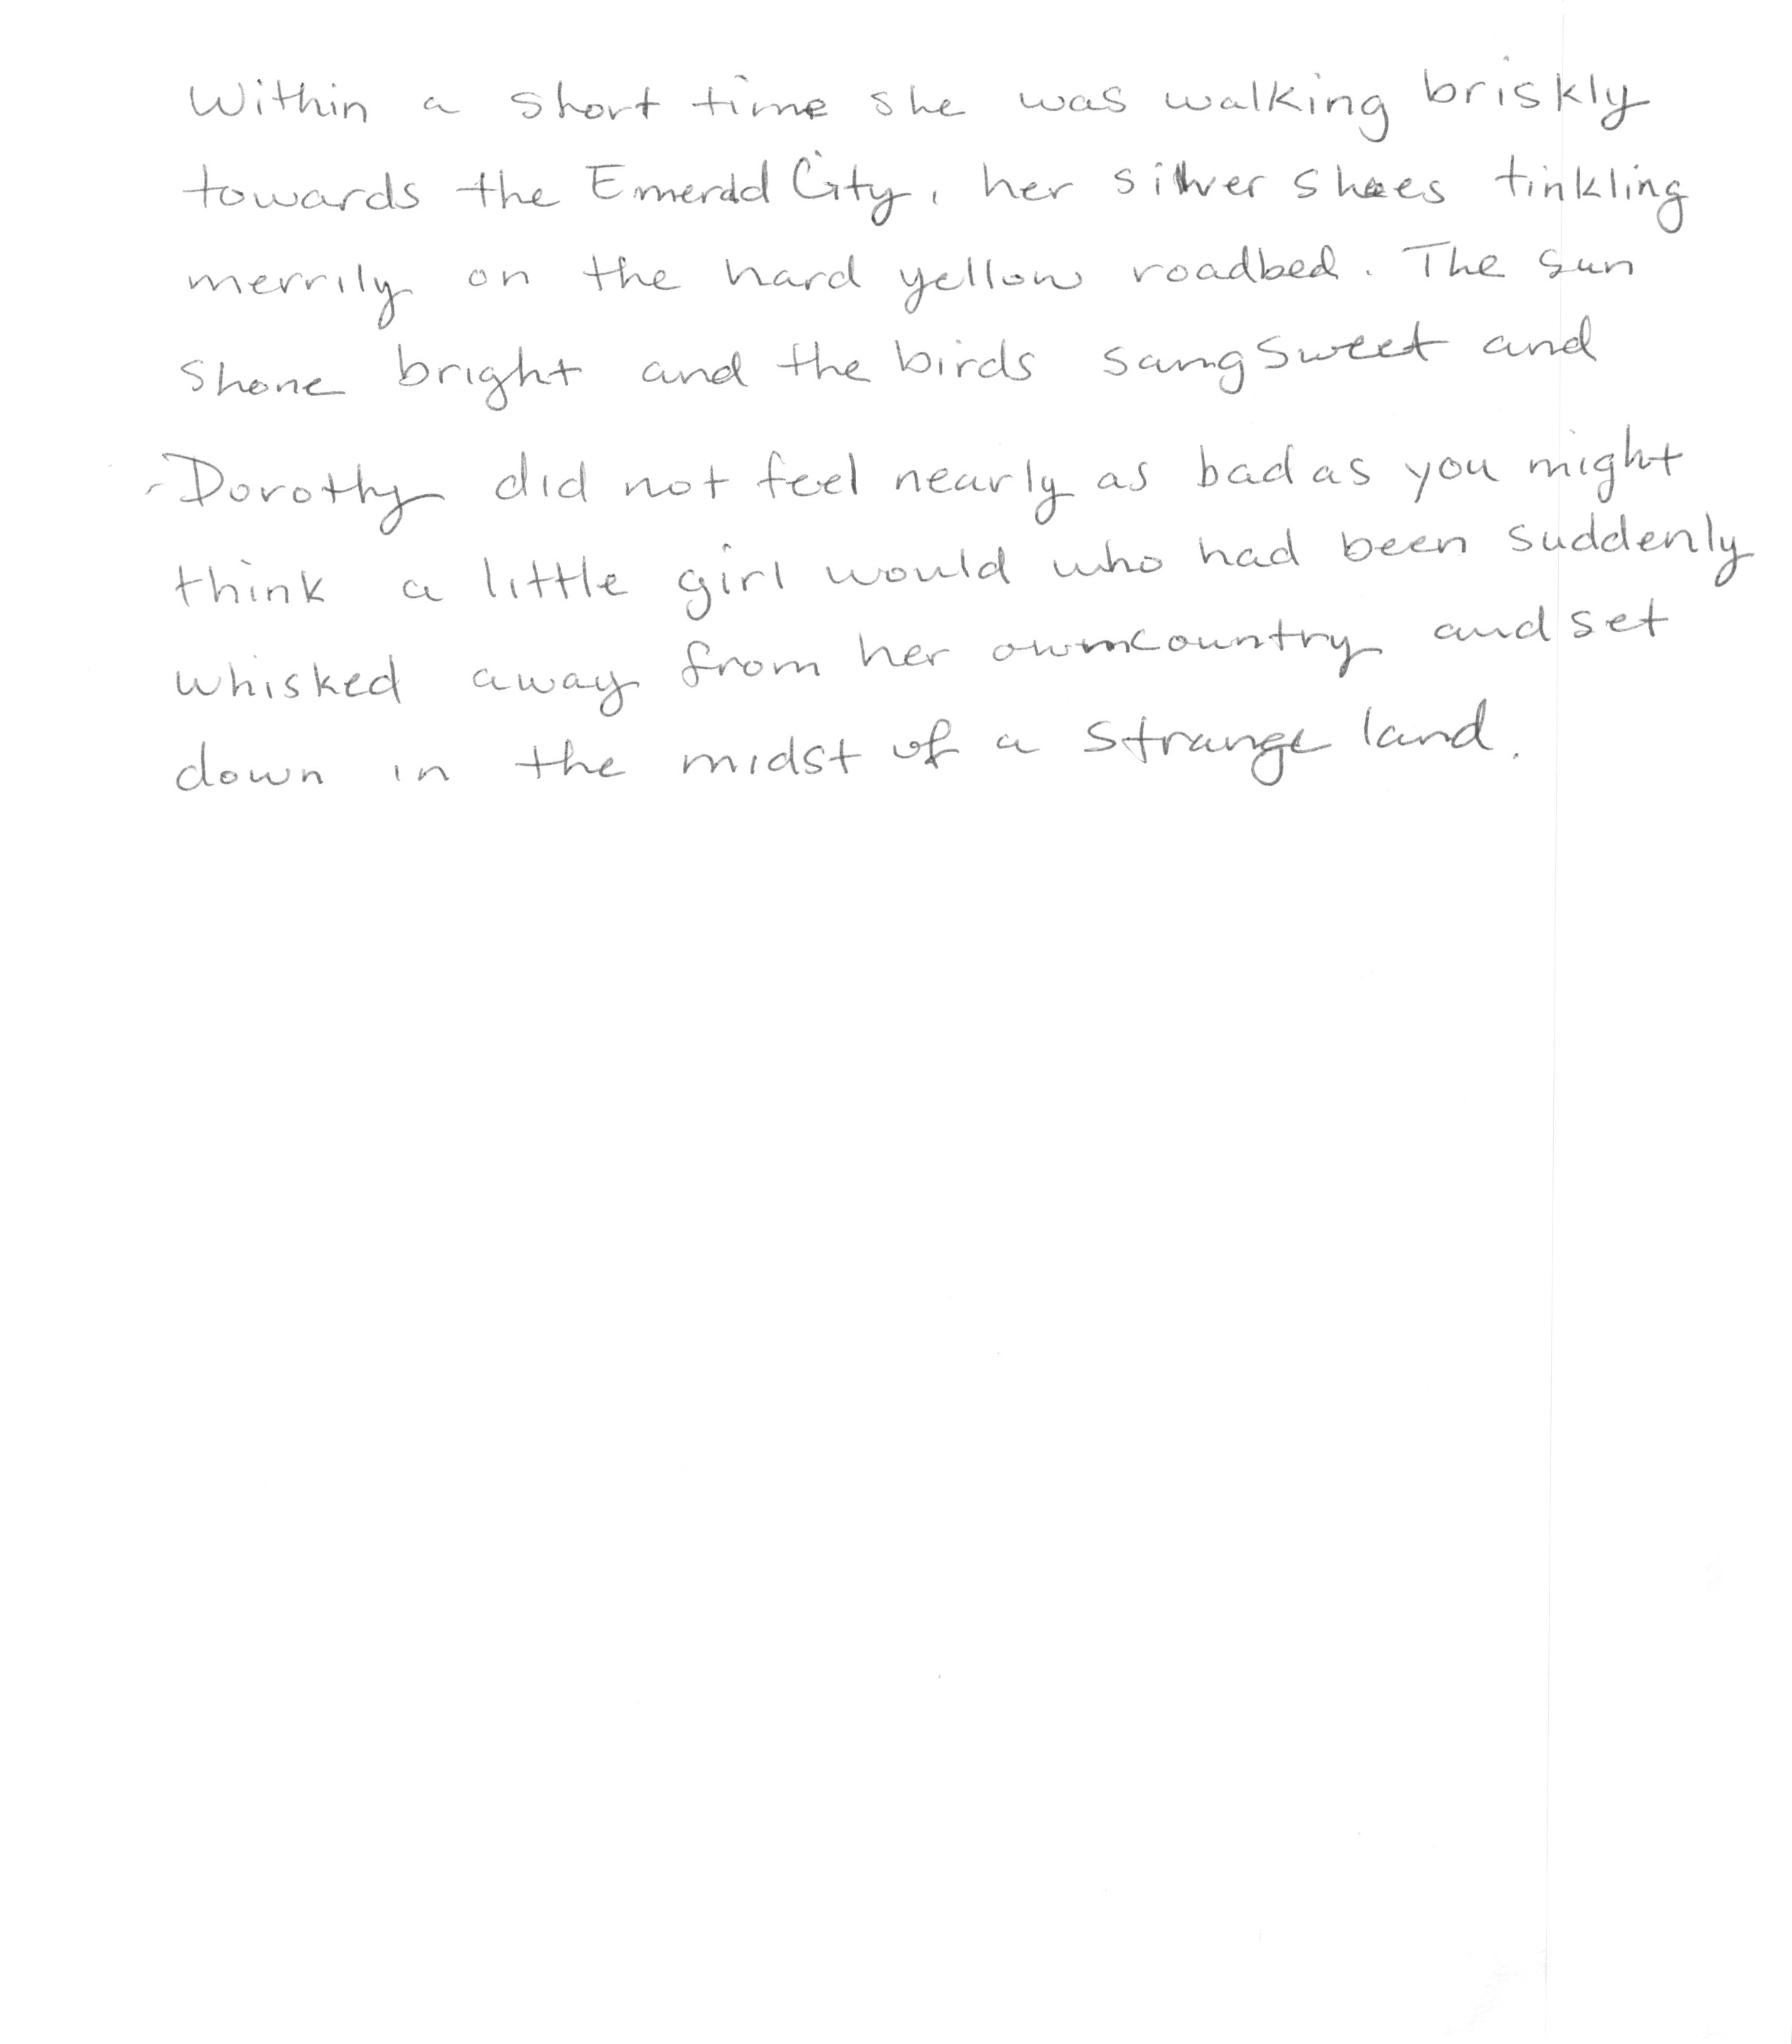 Within a short time she was walking briskly
towards the Emerald City, her silver shoes tinkling
merrily on the hard yellow roadbed. The sun
shone bright and the birds sang sweet and
Dorothy did not feel nearly as bad as you might
think a little girl would who had been suddenly
whisked away from her own country and set
down in the midst of a strange land.